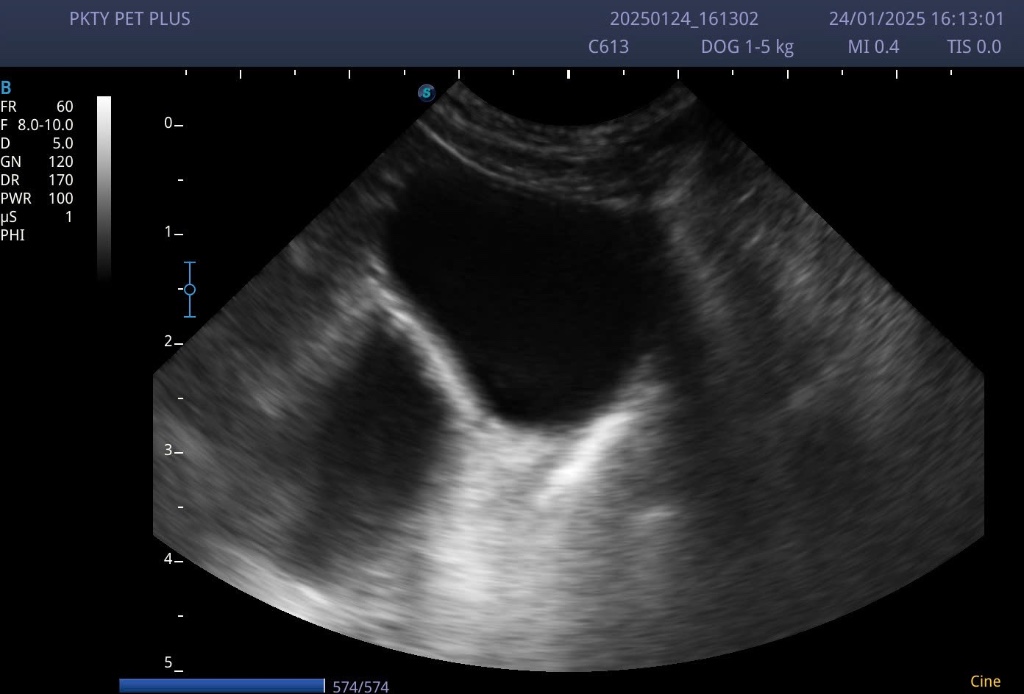 PKTY PET PLUS 20250124_161302 24/01/2025 16:13:01
C613 DOG 1-5 kg MI 0.4 TIS 0.0
B
FR 60
F 8.0-10.0
D 5.0
GN 120
DR 170
PWR 100
µS 1
PHI
S
0
1
2
3
4
5
574/574
Cine